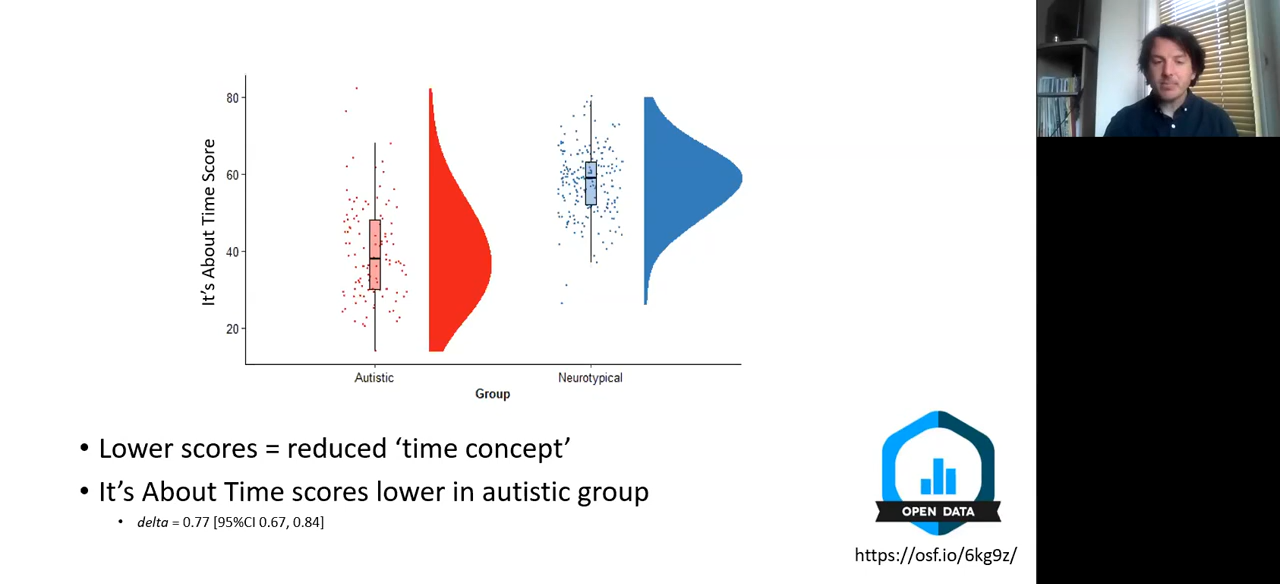 80
60
40
20
It's About Time Score
Autistic
Neurotypical
Group
• Lower scores = reduced ‘time concept’
• It’s About Time scores lower in autistic group
• delta = 0.77 [95%CI 0.67, 0.84]
OPEN DATA
https://osf.io/6kg9z/